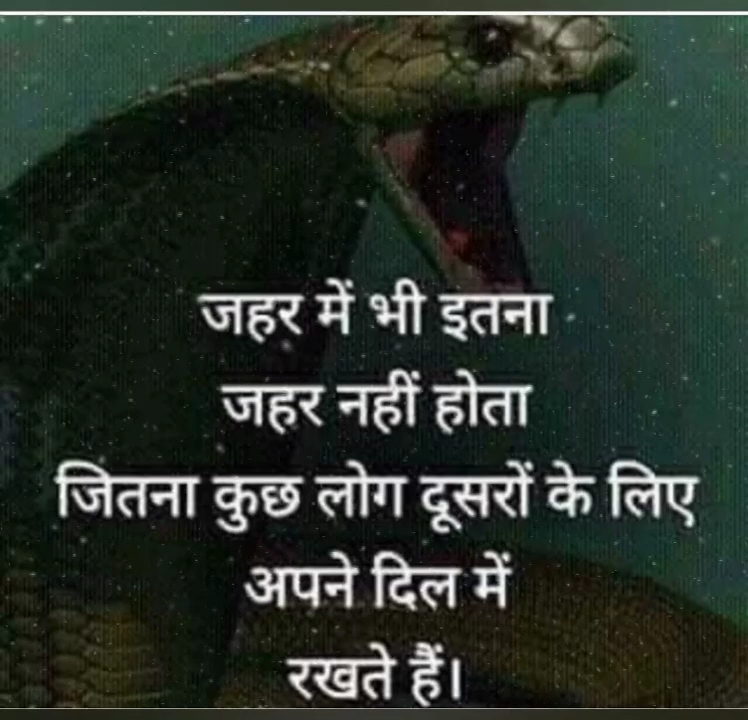 जहर में भी इतना
जहर नहीं होता
जितना कुछ लोग दूसरों के लिए
अपने दिल में
रखते हैं।